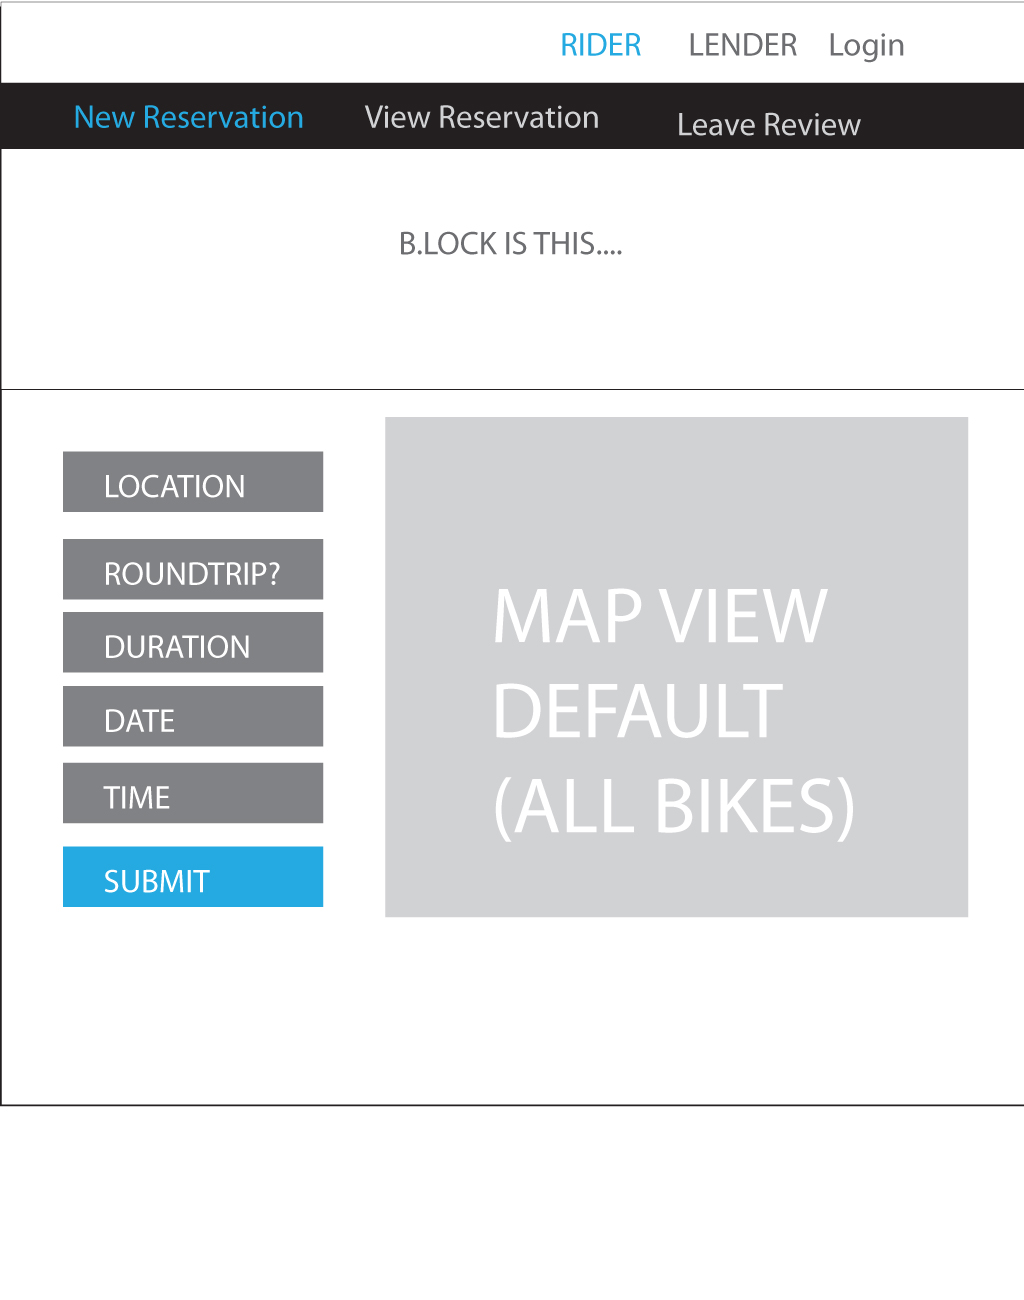 RIDER LENDER Login
New Reservation View Reservation Leave Review
B.LOCK IS THIS....
LOCATION
ROUNDTRIP?
DURATION
DATE
TIME
SUBMIT
MAP VIEW
DEFAULT
(ALL BIKES)